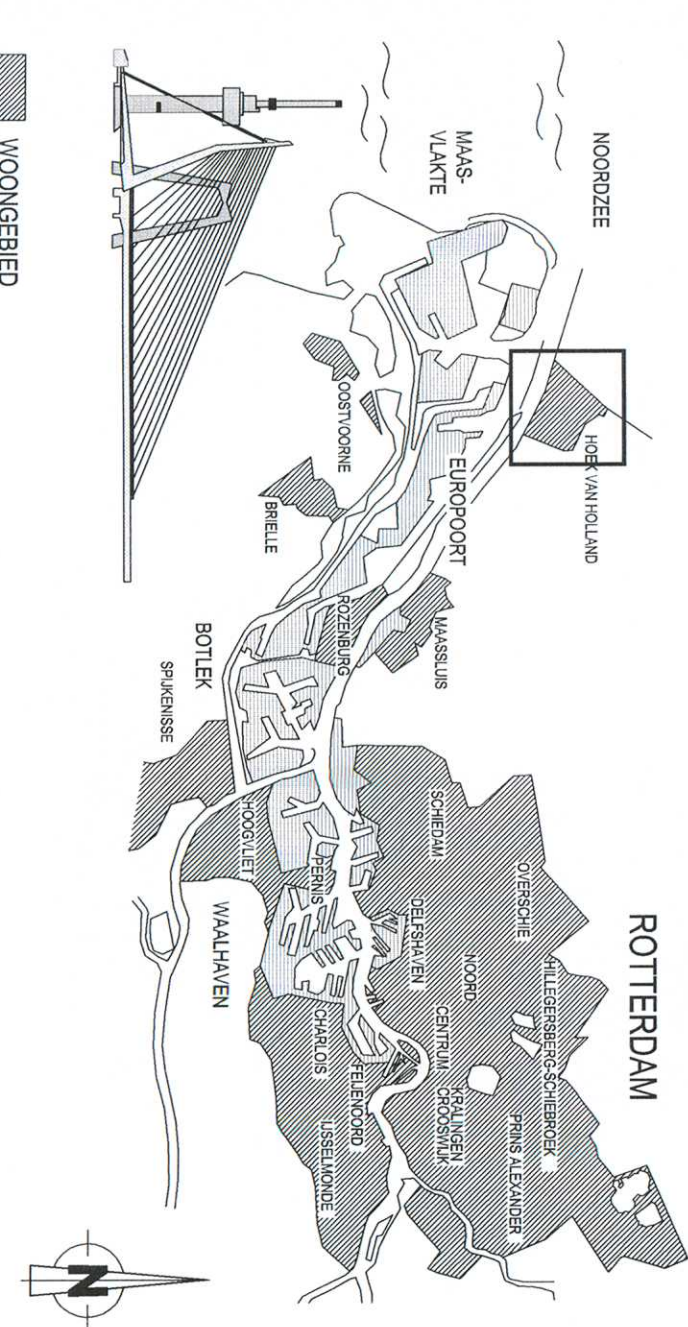 ROTTERDAM
NOORDZEE
HOEK VAN HOLLAND
MAAS-
VLAKTE
EUROPOORT
OOSTVOORNE
BRIELLE
MAASSLUIS
ROZENBURG
BOTLEK
SPIJKENISSE
HOOGVLIET
PERNIS
WAALHAVEN
SCHIEDAM
OVERSCHIE
HILLEGERSBERG-SCHIEBROEK
DELFSHAVEN
NOORD
CENTRUM
KRALINGEN
CROOSWIJK
PRINS ALEXANDER
CHARLOIS
FEIJENOORD
IJSSELMONDE
N
WOONGEBIED